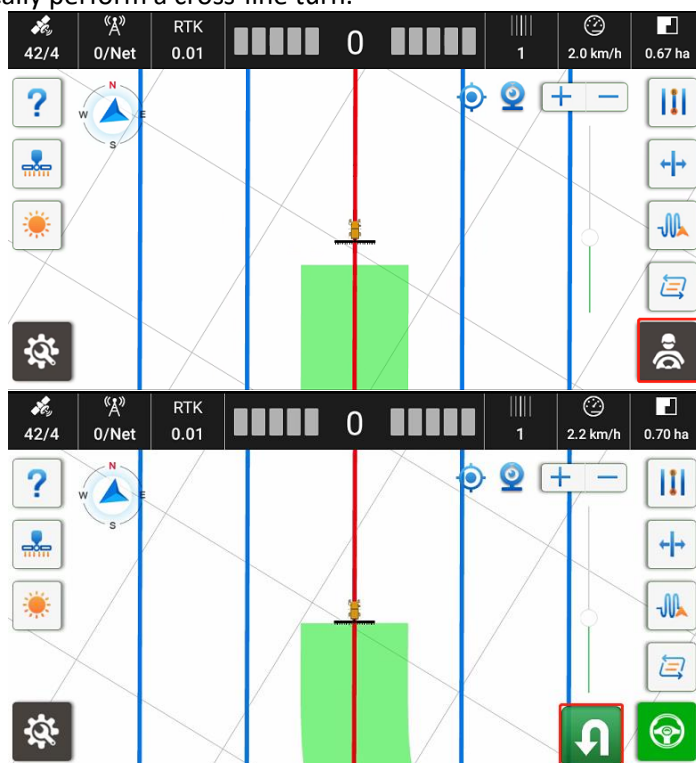 cally perform a cross-line turn.
RTK
0
42/4 0/Net 0.01 1 2.0 km/h 0.67 ha
N
W E
S
RTK
0
42/4 0/Net 0.01 1 2.2 km/h 0.70 ha
N
W E
S